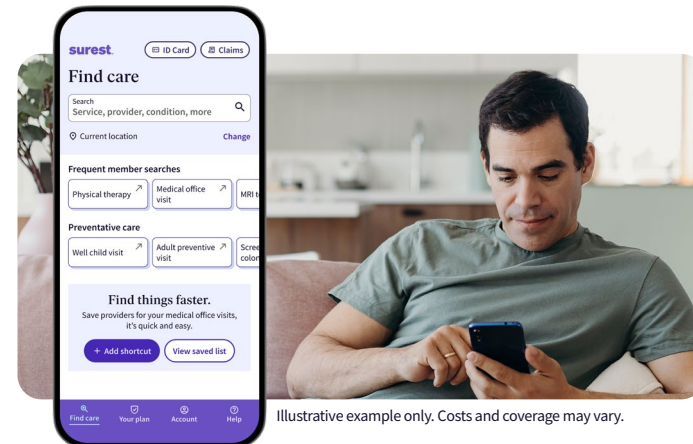 surest.
ID Card
Claims
Find care
Search
Service, provider, condition, more
Current location
Change
Frequent member searches
Physical therapy
Medical office
visit
MRI
Preventative care
Well child visit
Adult preventive
visit
Find things faster.
Save providers for your medical office visits,
it's quick and easy.
+ Add shortcut
View saved list
Find care
Your plan
Account
Help
Illustrative example only. Costs and coverage may vary.